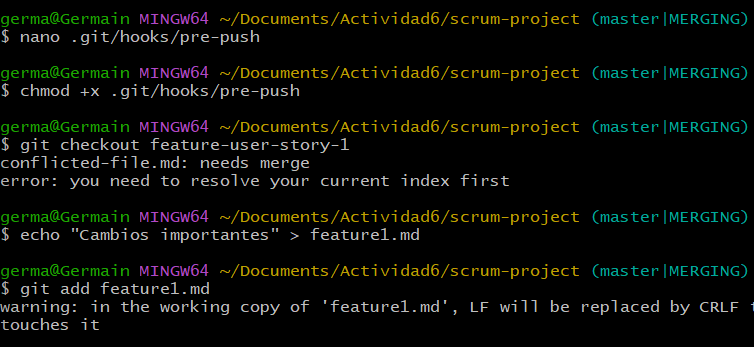 germa@Germain MINGW64 ~/Documents/Actividad6/scrum-project (master|MERGING)
$ nano .git/hooks/pre-push
germa@Germain MINGW64 ~/Documents/Actividad6/scrum-project (master|MERGING)
$ chmod +x .git/hooks/pre-push
germa@Germain MINGW64 ~/Documents/Actividad6/scrum-project (master|MERGING)
$ git checkout feature-user-story-1
conflicted-file.md: needs merge
error: you need to resolve your current index first
germa@Germain MINGW64 ~/Documents/Actividad6/scrum-project (master|MERGING)
$ echo "Cambios importantes" > feature1.md
germa@Germain MINGW64 ~/Documents/Actividad6/scrum-project (master|MERGING)
$ git add feature1.md
warning: in the working copy of 'feature1.md', LF will be replaced by CRLF
touches it